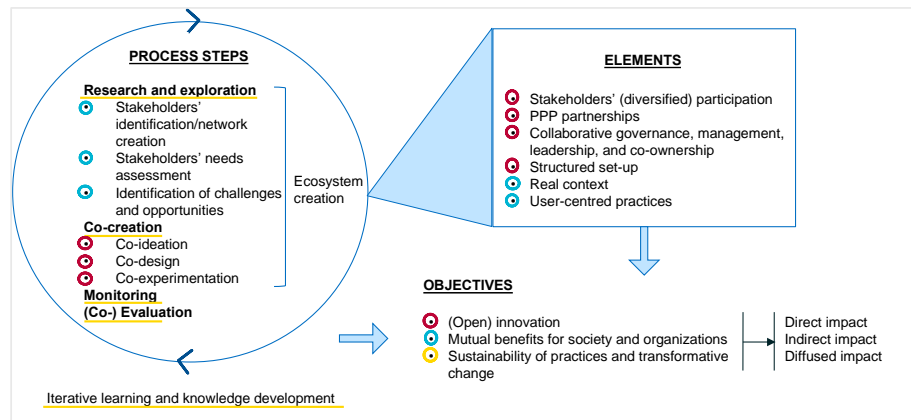 PROCESS STEPS
Research and exploration
Stakeholders'
identification/network
creation
Stakeholders' needs
assessment
Identification of challenges
and opportunities
Co-creation
Co-ideation
Co-design
Co-experimentation
Monitoring
(Co-) Evaluation
Ecosystem
creation
Iterative learning and knowledge development
ELEMENTS
Stakeholders' (diversified) participation
PPP partnerships
Collaborative governance, management,
leadership, and co-ownership
Structured set-up
Real context
User-centred practices
OBJECTIVES
(Open) innovation
Mutual benefits for society and organizations
Sustainability of practices and transformative
change
Direct impact
Indirect impact
Diffused impact